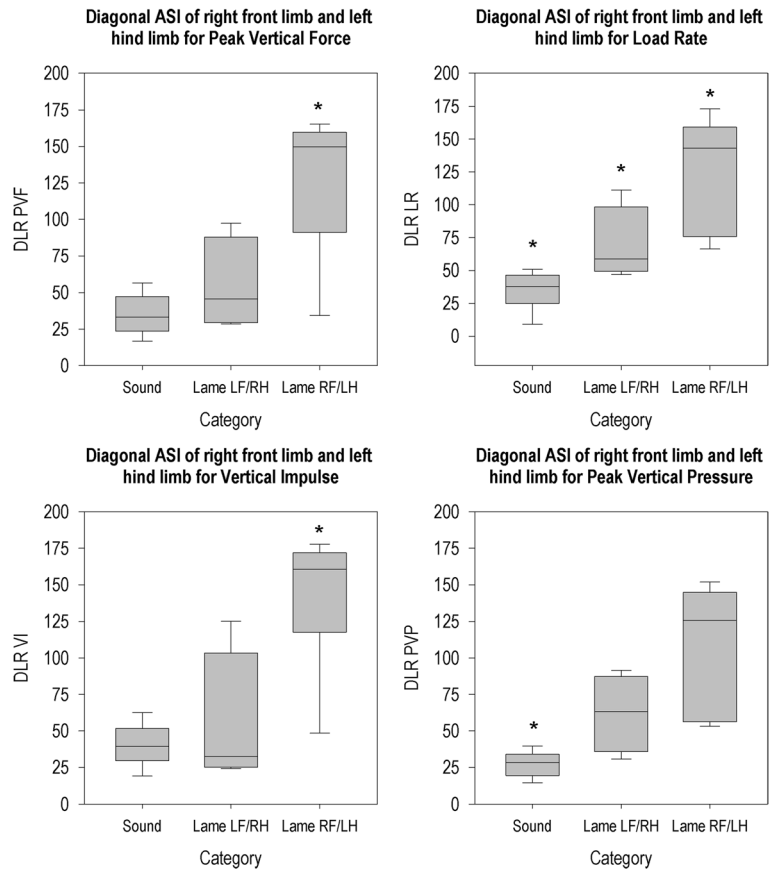 Diagonal ASI of right front limb and left
hind limb for Peak Vertical Force
DLR PVF
200
175
150
125
100
75
50
25
0
*
Sound Lame LF/RH Lame RF/LH
Category
Diagonal ASI of right front limb and left
hind limb for Load Rate
DLR LR
200
175
150
125
100
75
50
25
0
* * *
Sound Lame LF/RH Lame RF/LH
Category
Diagonal ASI of right front limb and left
hind limb for Vertical Impulse
DLR VI
200
175
150
125
100
75
50
25
0
*
Sound Lame LF/RH Lame RF/LH
Category
Diagonal ASI of right front limb and left
hind limb for Peak Vertical Pressure
DLR PVP
200
175
150
125
100
75
50
25
0
*
Sound Lame LF/RH Lame RF/LH
Category